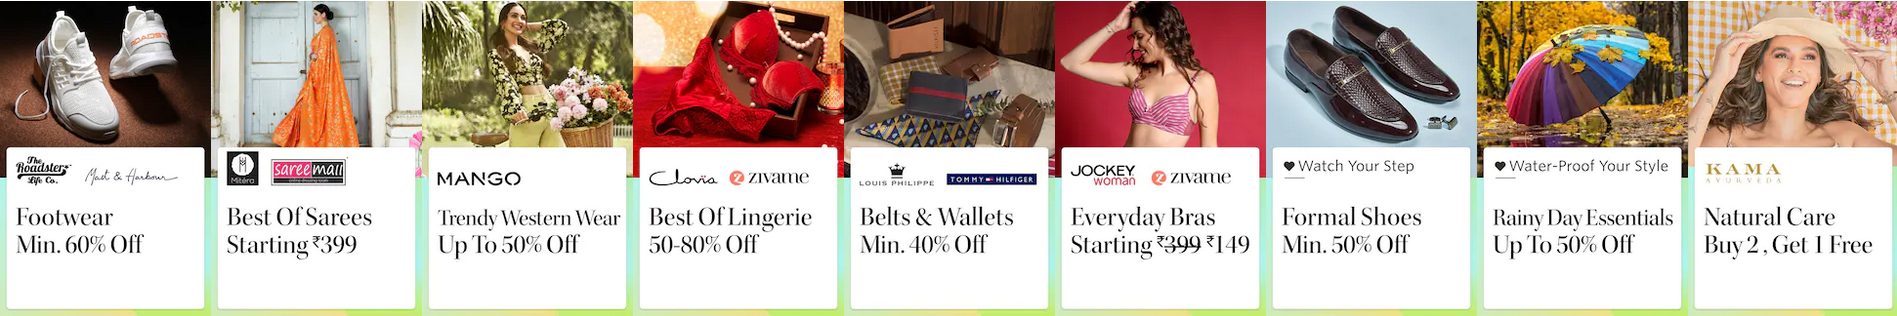 ROADST
The
Roadster
Life Co.
Mast & Harbour
Footwear
Min. 60% Off
Mitéra
sareemall
Best Of Sarees
Starting ₹399
MANGO
Trendy Western Wear
Up To 50% Off
Clovia
zivame
Best Of Lingerie
50-80% Off
LOUIS PHILIPPE
TOMMY HILFIGER
Belts & Wallets
Min. 40% Off
JOCKEY
woman
zivame
Everyday Bras
Starting ₹399 ₹149
Watch Your Step
Formal Shoes
Min. 50% Off
Water-Proof Your Style
Rainy Day Essentials
Up To 50% Off
KAMA
AYURVEDA
Natural Care
Buy 2 , Get 1 Free